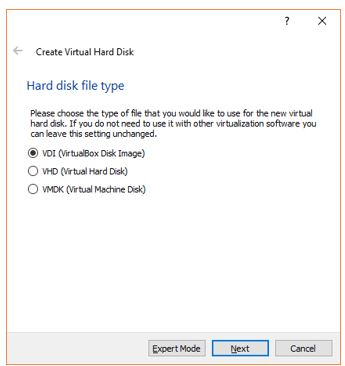 ?
Create Virtual Hard Disk
Hard disk file type
Please choose the type of file that you would like to use for the new virtual
hard disk. If you do not need to use it with other virtualization software you
can leave this setting unchanged.
VDI (VirtualBox Disk Image)
VHD (Virtual Hard Disk)
VMDK (Virtual Machine Disk)
Expert Mode Next Cancel